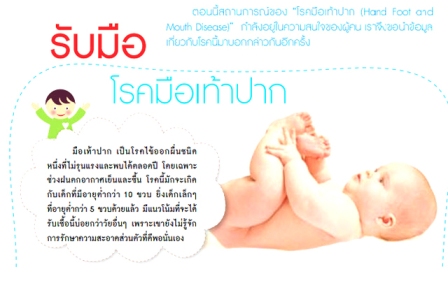 ตอนนี้สถานการณ์ของ "โรคมือเท้าปาก (Hand Foot and
Mouth Disease)" กำลังอยู่ในความสนใจของผู้คน เราจึงขอนำข้อมูล
เกี่ยวกับโรคนี้มาบอกกล่าวกันอีกครั้ง
รับมือ
โรคมือเท้าปาก
มือเท้าปาก เป็นโรคไข้ออกผื่นชนิด
หนึ่งที่ไม่รุนแรงและพบได้ตลอดปี โดยเฉพาะ
ช่วงฝนตกอากาศเย็นและชื้น โรคนี้มักจะเกิด
กับเด็กที่มีอายุต่ำกว่า 10 ขวบ ยิ่งเด็กเล็กๆ
ที่อายุต่ำกว่า 5 ขวบด้วยแล้ว มีแนวโน้มที่จะได้
รับเชื้อนี้บ่อยกว่าวัยอื่นๆ เพราะเขายังไม่รู้จัก
การรักษาความสะอาดส่วนตัวที่ดีพอนั่นเอง